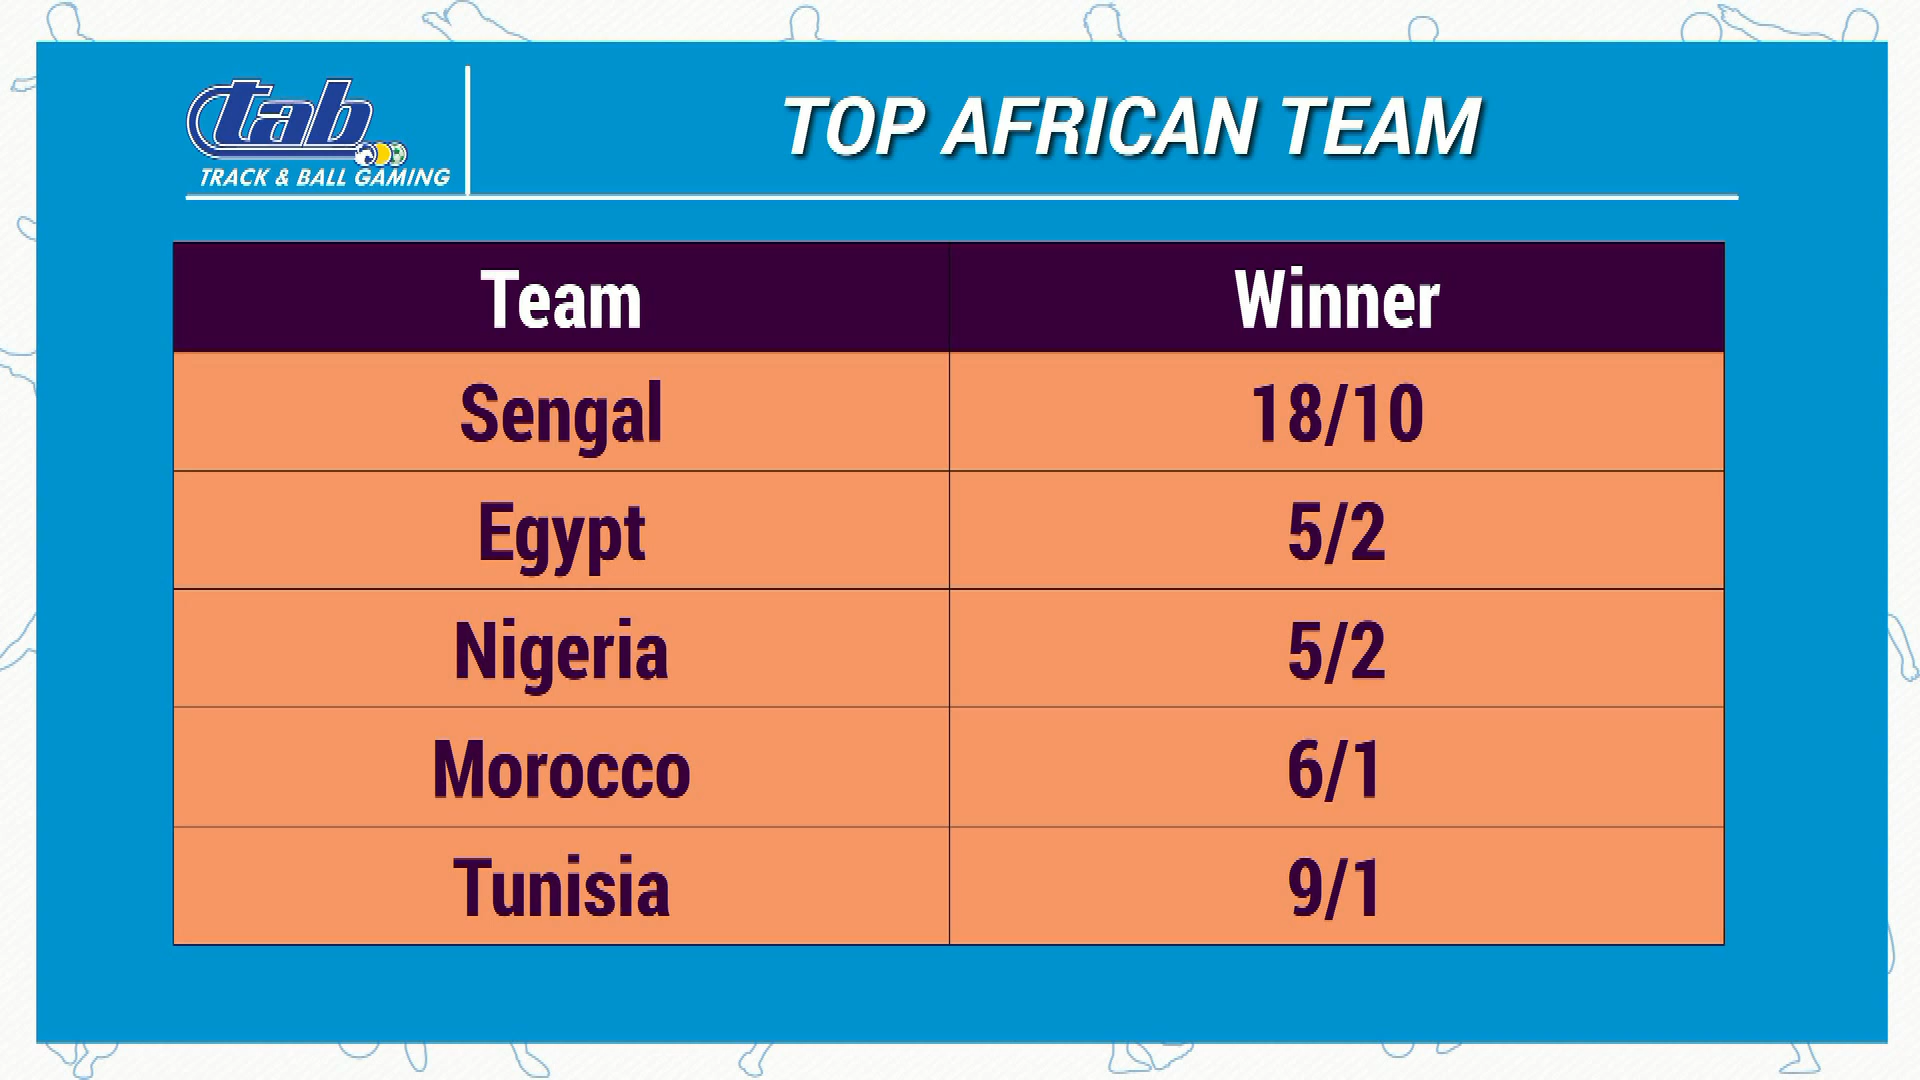 tab
TRACK & BALL GAMING
TOP AFRICAN TEAM
Team Winner
Sengal 18/10
Egypt 5/2
Nigeria 5/2
Morocco 6/1
Tunisia 9/1